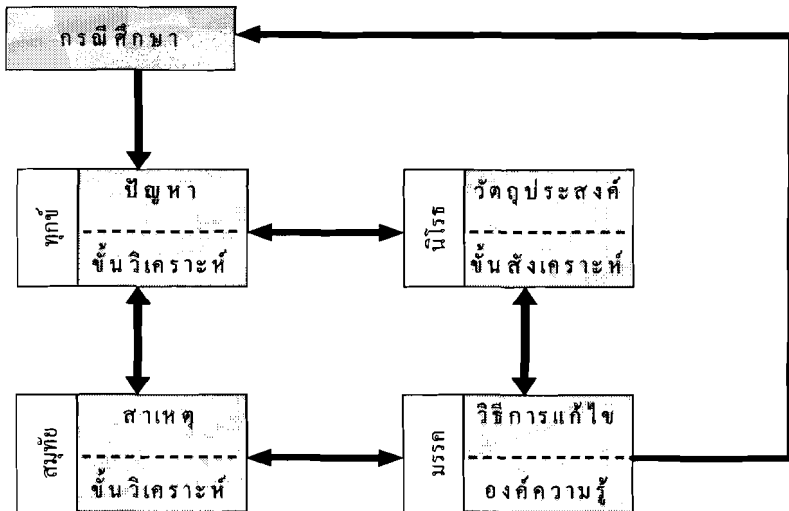 กรณีศึกษา
ทุกข์
ปัญหา
ขั้นวิเคราะห์
นิโรธ
วัตถุประสงค์
ขั้นสังเคราะห์
สมุทัย
สาเหตุ
ขั้นวิเคราะห์
มรรค
วิธีการแก้ไข
องค์ความรู้